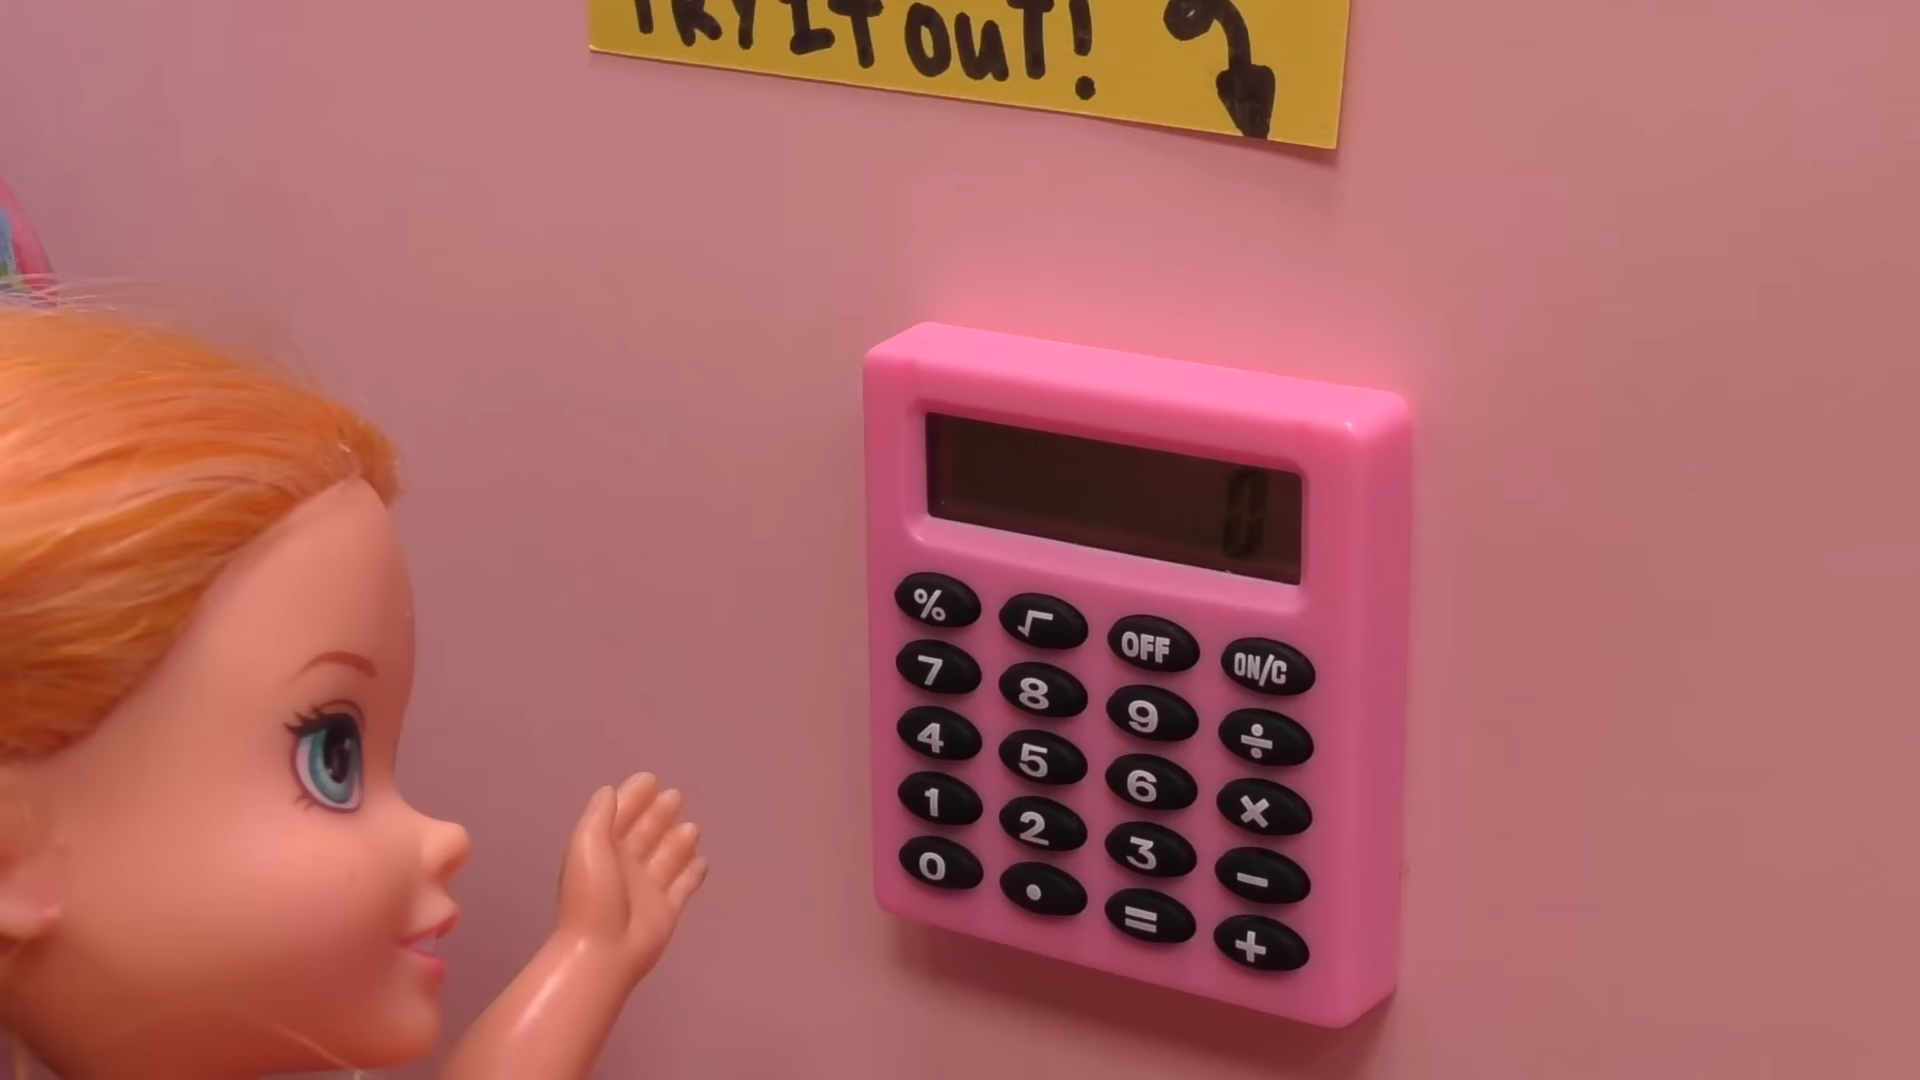 TRY IT OUT!
0
% √ OFF ON/C
7 8 9 ÷
4 5 6 ×
1 2 3 −
0 . = +